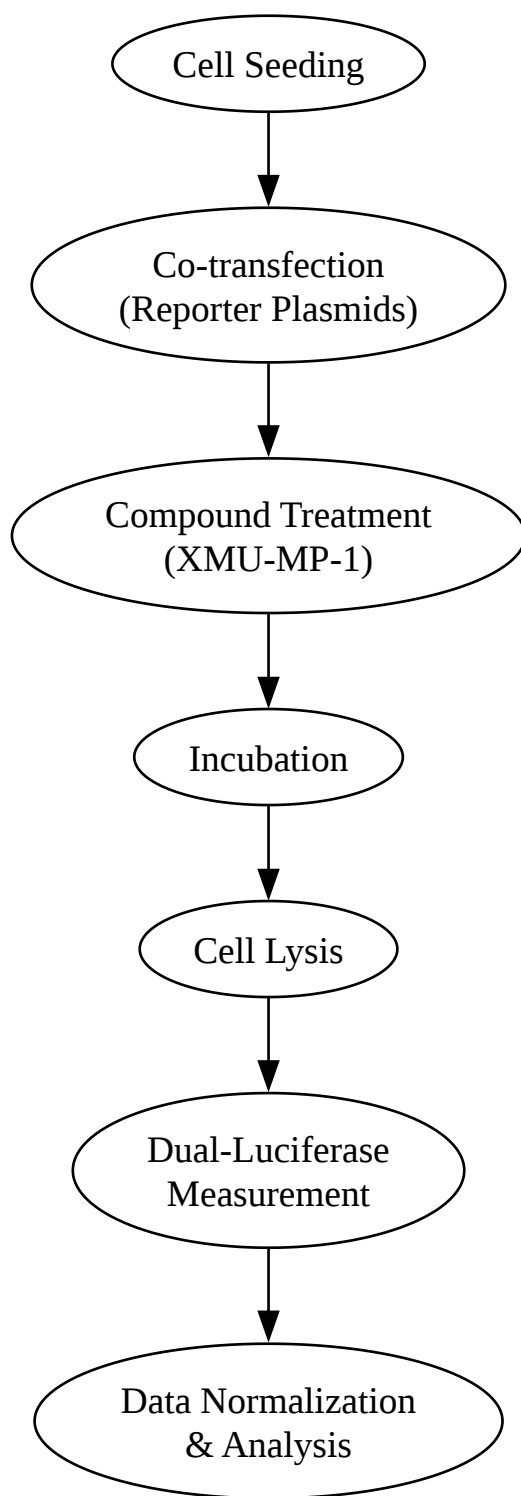 Cell Seeding
Co-transfection
(Reporter Plasmids)
Compound Treatment
(XMU-MP-1)
Incubation
Cell Lysis
Dual-Luciferase
Measurement
Data Normalization
& Analysis